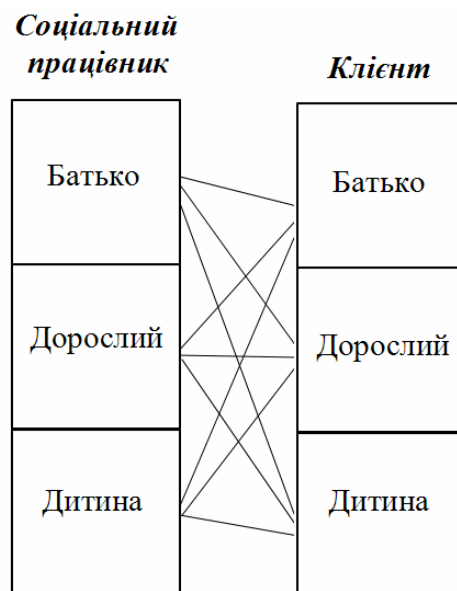 Соціальний
працівник
Клієнт
Батько
Батько
Дорослий
Дорослий
Дитина
Дитина